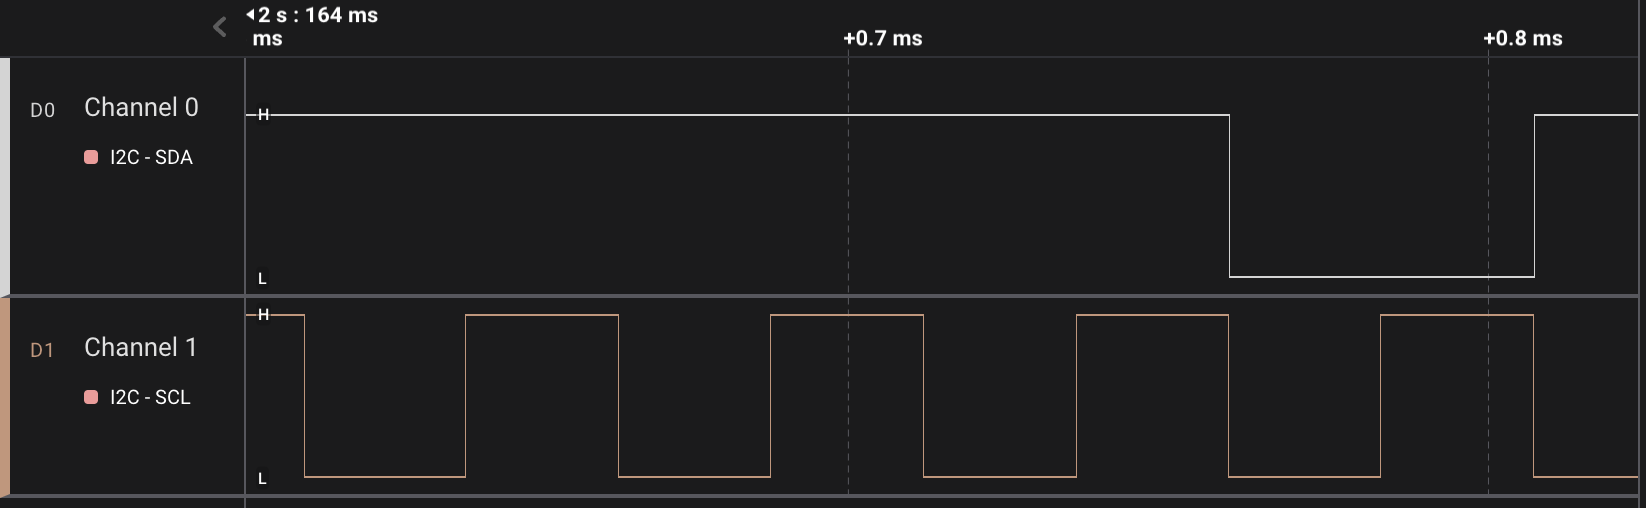 ◀2 s : 164 ms
ms
+0.7 ms
+0.8 ms
D0
Channel 0
I2C - SDA
H
L
D1
Channel 1
I2C - SCL
H
L